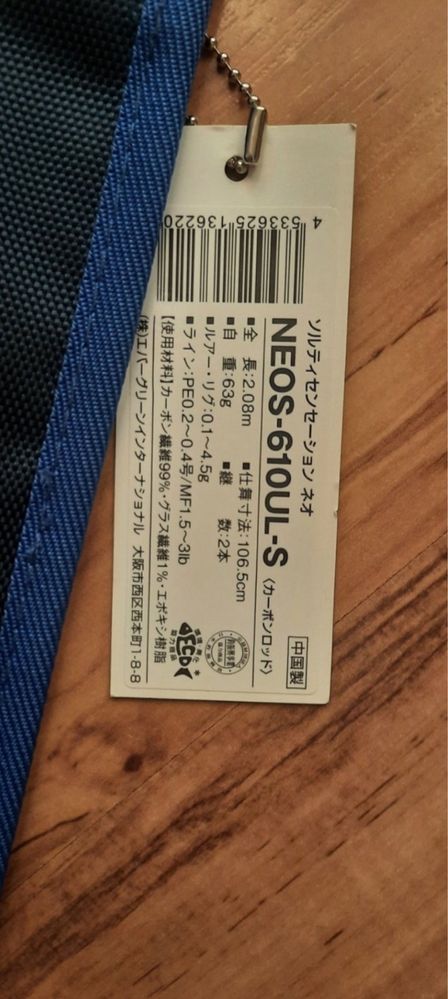 ソルティセンセーション ネオ
NEOS-610UL-S 〈カーボンロッド〉 中国製
■全 長:2.08m ■仕舞寸法:106.5cm
■自 重:63g ■継 数:2本
■ルアー・リグ:0.1〜4.5g
■ライン:PE0.2〜0.4号/MF1.5〜3lb
【使用材料】カーボン繊維99%・グラス繊維1%・エポキシ樹脂
(株)エバーグリーンインターナショナル 大阪市西区西本町1-8-8
4 533625 136220
ECO